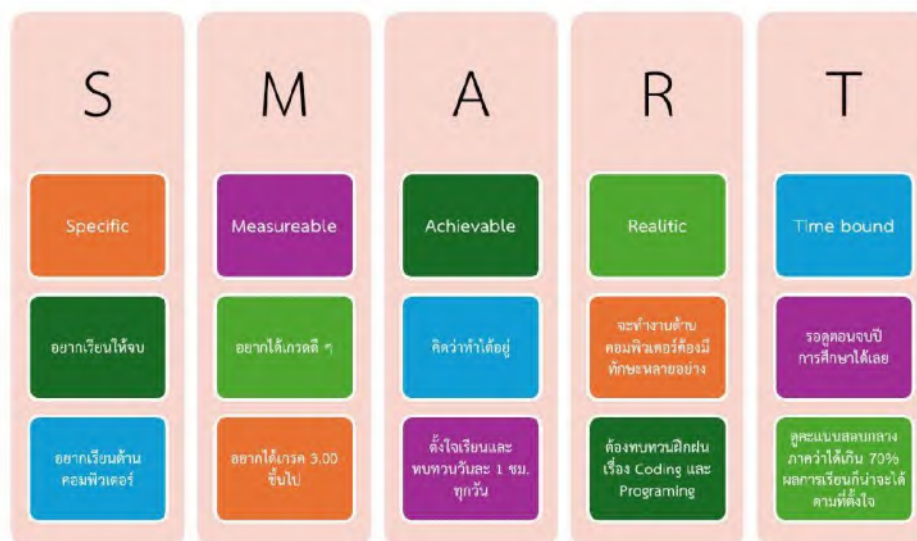 S
M
A
R
T
Specific
Measureable
Achievable
Realitic
Time bound
อยากเรียนให้จบ
อยากได้เกรดดี ๆ
คิดว่าทำได้อยู่
จะทำงานด้าน
คอมพิวเตอร์ต้องมี
ทักษะหลายอย่าง
รอดูตอนจบปี
การศึกษาได้เลย
อยากเรียนด้าน
คอมพิวเตอร์
อยากได้เกรด 3.00
ขึ้นไป
ตั้งใจเรียนและ
ทบทวนวันละ 1 ชม.
ทุกวัน
ต้องทบทวนฝึกฝน
เรื่อง Coding และ
Programing
ดูคะแนนสอบกลาง
ภาคว่าได้เกิน 70%
ผลการเรียนก็น่าจะได้
ตามที่ตั้งใจ